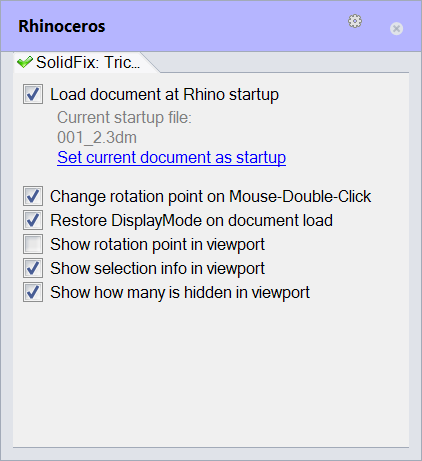 Rhinoceros
SolidFix: Tric...
Load document at Rhino startup
Current startup file:
001_2.3dm
Set current document as startup
Change rotation point on Mouse-Double-Click
Restore DisplayMode on document load
Show rotation point in viewport
Show selection info in viewport
Show how many is hidden in viewport